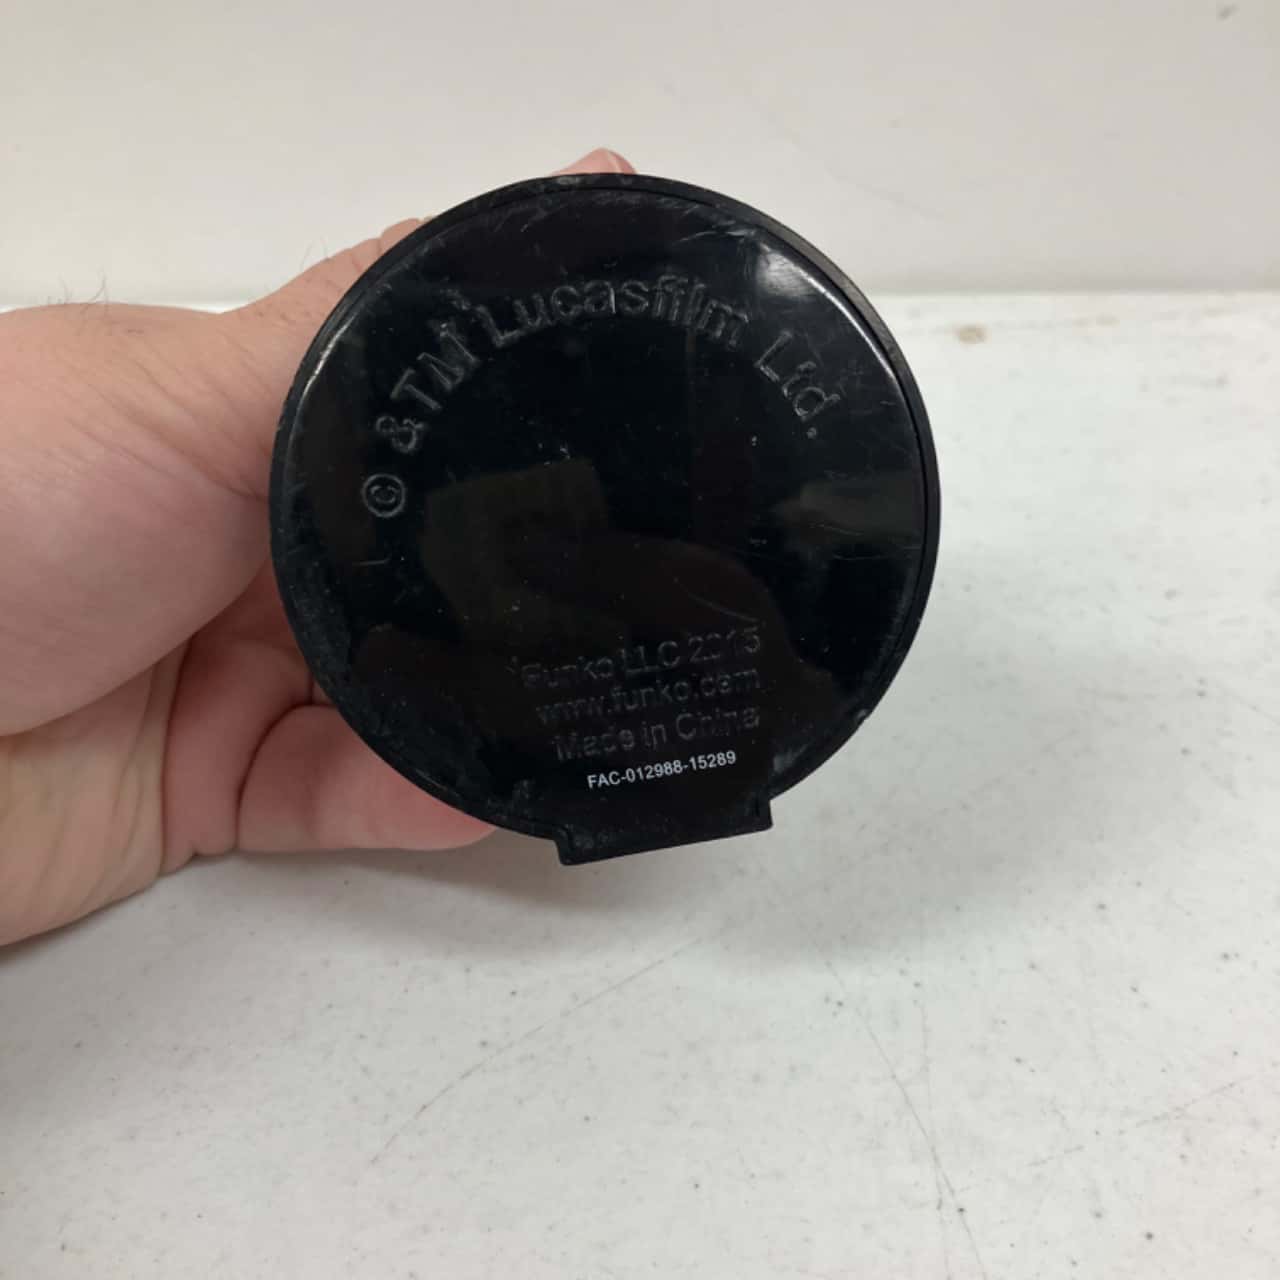 © & TM Lucasfilm Ltd.
Funko LLC 2015
www.funko.com
Made in China
FAC-012988-15289